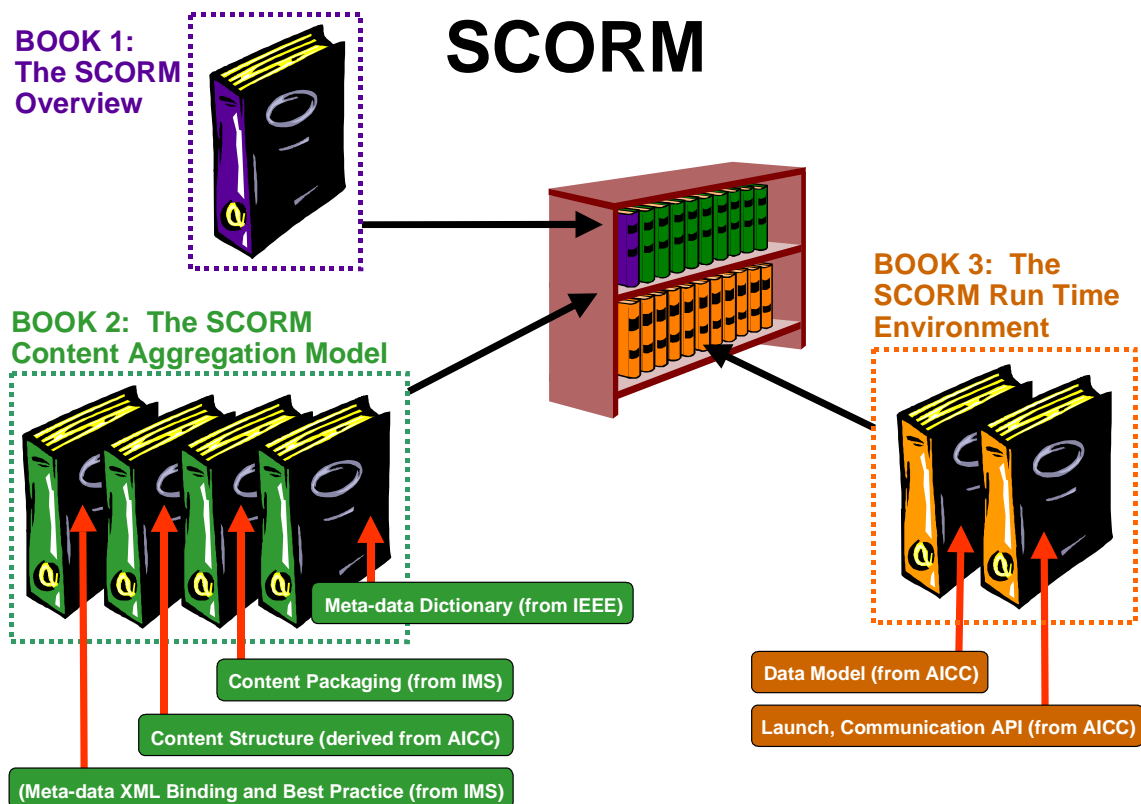 SCORM
BOOK 1:
The SCORM
Overview
BOOK 2:  The SCORM
Content Aggregation Model
BOOK 3:  The
SCORM Run Time
Environment
Meta-data Dictionary (from IEEE)
Content Packaging (from IMS)
Content Structure (derived from AICC)
(Meta-data XML Binding and Best Practice (from IMS)
Data Model (from AICC)
Launch, Communication API (from AICC)